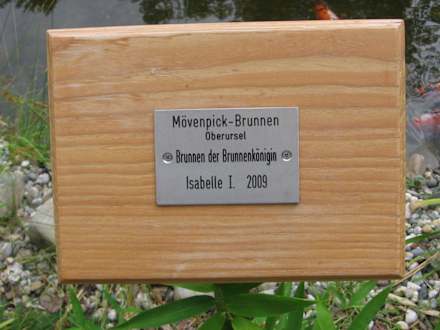 Mövenpick-Brunnen
Oberursel
Brunnen der Brunnenkönigin
Isabelle I. 2009